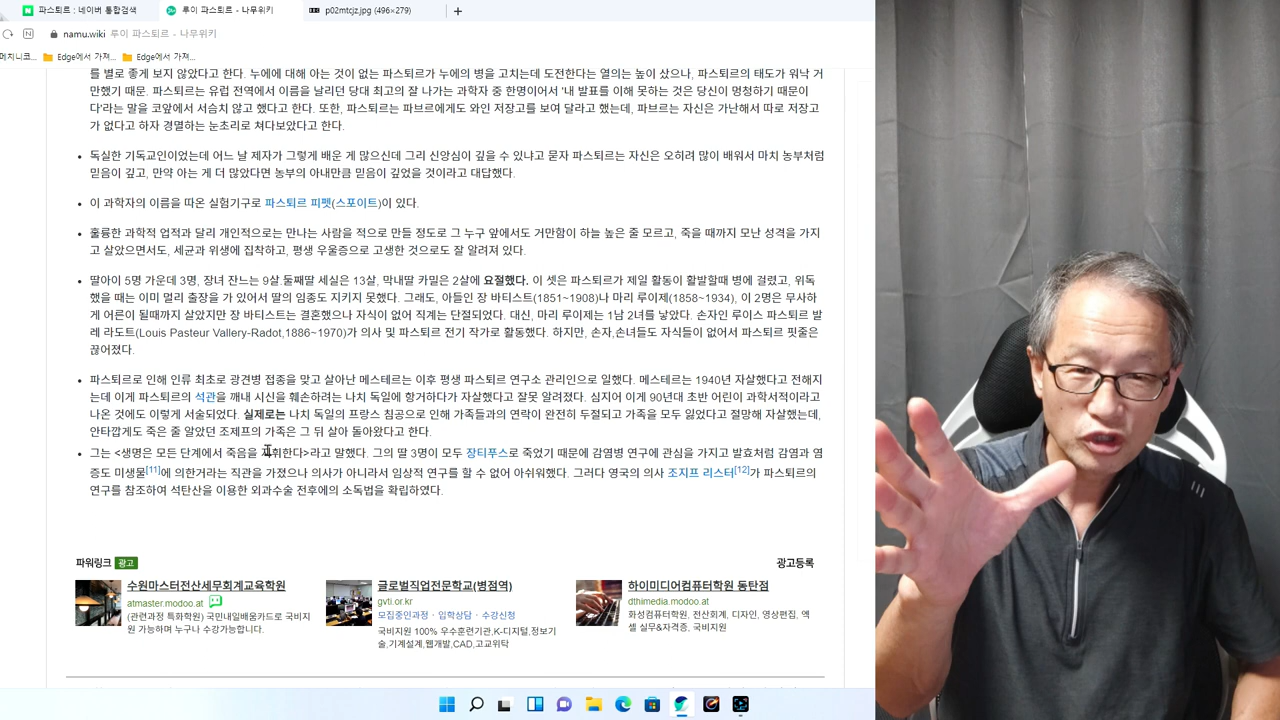 파스퇴르 : 네이버 통합검색
루이 파스퇴르 - 나무위키
p02mtcjz.jpg (496×279)
namu.wiki 루이 파스퇴르 - 나무위키
Edge에서 가져...
Edge에서 가져...
를 별로 좋게 보지 않았다고 한다. 누에에 대해 아는 것이 없는 파스퇴르가 누에의 병을 고치는데 도전한다는 열의는 높이 샀으나, 파스퇴르의 태도가 워낙 거
만했기 때문. 파스퇴르는 유럽 전역에서 이름을 날리던 당대 최고의 잘 나가는 과학자 중 한명이어서 '내 발표를 이해 못하는 것은 당신이 멍청하기 때문이
다'라는 말을 코앞에서 서슴치 않고 했다고 한다. 또한, 파스퇴르는 파브르에게도 와인 저장고를 보여 달라고 했는데, 파브르는 자신은 가난해서 따로 저장고
가 없다고 하자 경멸하는 눈초리로 쳐다보았다고 한다.
독실한 기독교인이었는데 어느 날 제자가 그렇게 배운 게 많으신데 그리 신앙심이 깊을 수 있냐고 묻자 파스퇴르는 자신은 오히려 많이 배워서 마치 농부처럼
믿음이 깊고, 만약 아는 게 더 많았다면 농부의 아내만큼 믿음이 깊었을 것이라고 대답했다.
이 과학자의 이름을 따온 실험기구로 파스퇴르 피펫(스포이트)이 있다.
훌륭한 과학적 업적과 달리 개인적으로는 만나는 사람을 적으로 만들 정도로 그 누구 앞에서도 거만함이 하늘 높은 줄 모르고, 죽을 때까지 모난 성격을 가지
고 살았으면서도, 세균과 위생에 집착하고, 평생 우울증으로 고생한 것으로도 잘 알려져 있다.
딸아이 5명 가운데 3명, 장녀 잔느는 9살.둘째딸 세실은 13살, 막내딸 카밀은 2살에 요절했다. 이 셋은 파스퇴르가 제일 활동이 활발할때 병에 걸렸고, 위독
했을 때는 이미 멀리 출장을 가 있어서 딸의 임종도 지키지 못했다. 그래도, 아들인 장 바티스트(1851~1908)나 마리 루이제(1858~1934), 이 2명은 무사하
게 어른이 될때까지 살았지만 장 바티스트는 결혼했으나 자식이 없어 직계는 단절되었다. 대신, 마리 루이제는 1남 2녀를 낳았다. 손자인 루이스 파스퇴르 발
레 라도트(Louis Pasteur Vallery-Radot,1886~1970)가 의사 및 파스퇴르 전기 작가로 활동했다. 하지만, 손자,손녀들도 자식들이 없어서 파스퇴르 핏줄은
끊어졌다.
파스퇴르로 인해 인류 최초로 광견병 접종을 맞고 살아난 메스테르는 이후 평생 파스퇴르 연구소 관리인으로 일했다. 메스테르는 1940년 자살했다고 전해지
는데 이게 파스퇴르의 석관을 깨내 시신을 훼손하려는 나치 독일에 항거하다가 자살했다고 잘못 알려졌다. 심지어 이게 90년대 초반 어린이 과학서적이라고
나온 것에도 이렇게 서술되었다. 실제로는 나치 독일의 프랑스 침공으로 인해 가족들과의 연락이 완전히 두절되고 가족을 모두 잃었다고 절망해 자살했는데,
안타깝게도 죽은 줄 알았던 조제프의 가족은 그 뒤 살아 돌아왔다고 한다.
그는 <생명은 모든 단계에서 죽음을 지휘한다>라고 말했다. 그의 딸 3명이 모두 장티푸스로 죽었기 때문에 감염병 연구에 관심을 가지고 발효처럼 감염과 염
증도 미생물[11]에 의한거라는 직관을 가졌으나 의사가 아니라서 임상적 연구를 할 수 없어 아쉬워했다. 그러다 영국의 의사 조지프 리스터[12]가 파스퇴르의
연구를 참조하여 석탄산을 이용한 외과수술 전후에의 소독법을 확립하였다.
파워링크 광고
광고등록
수원마스터전산세무회계교육학원
atmaster.modoo.at
(관련과정 특화학원) 국민내일배움카드로 국비지
원 가능하며 누구나 수강가능합니다.
글로벌직업전문학교(병점역)
gvti.or.kr
모집중인과정 · 입학상담 · 수강신청
국비지원 100% 우수훈련기관,K-디지털,정보기
술,기계설계,웹개발,CAD,고교위탁
하이미디어컴퓨터학원 동탄점
dthimedia.modoo.at
화성컴퓨터학원, 전산회계, 디자인, 영상편집, 엑
셀 실무&자격증, 국비지원